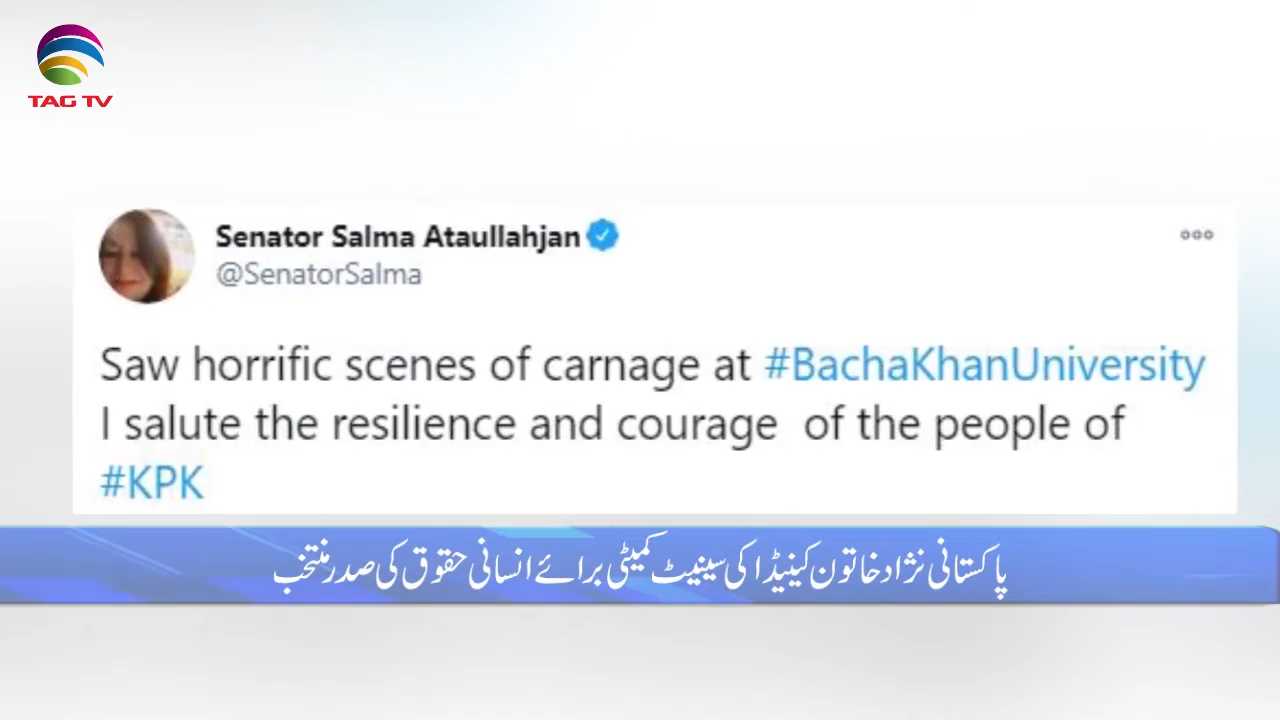 TAG TV
Senator Salma Ataullahjan
@SenatorSalma
Saw horrific scenes of carnage at #BachaKhanUniversity
I salute the resilience and courage of the people of
#KPK
پاکستانی نژاد خاتون کینیڈا کی سینیٹ کمیٹی برائے انسانی حقوق کی صدر منتخب